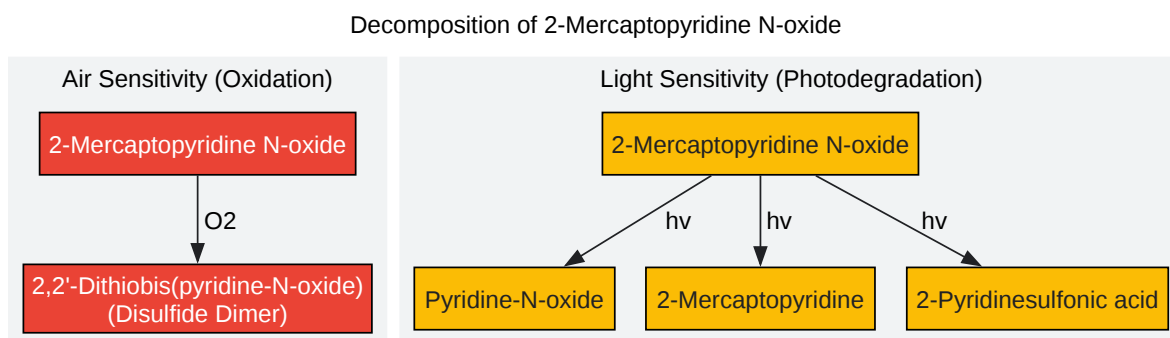 Decomposition of 2-Mercaptopyridine N-oxide
Air Sensitivity (Oxidation)
2-Mercaptopyridine N-oxide
O2
2,2'-Dithiobis(pyridine-N-oxide)
(Disulfide Dimer)
Light Sensitivity (Photodegradation)
2-Mercaptopyridine N-oxide
hv
hv
hv
Pyridine-N-oxide
2-Mercaptopyridine
2-Pyridinesulfonic acid